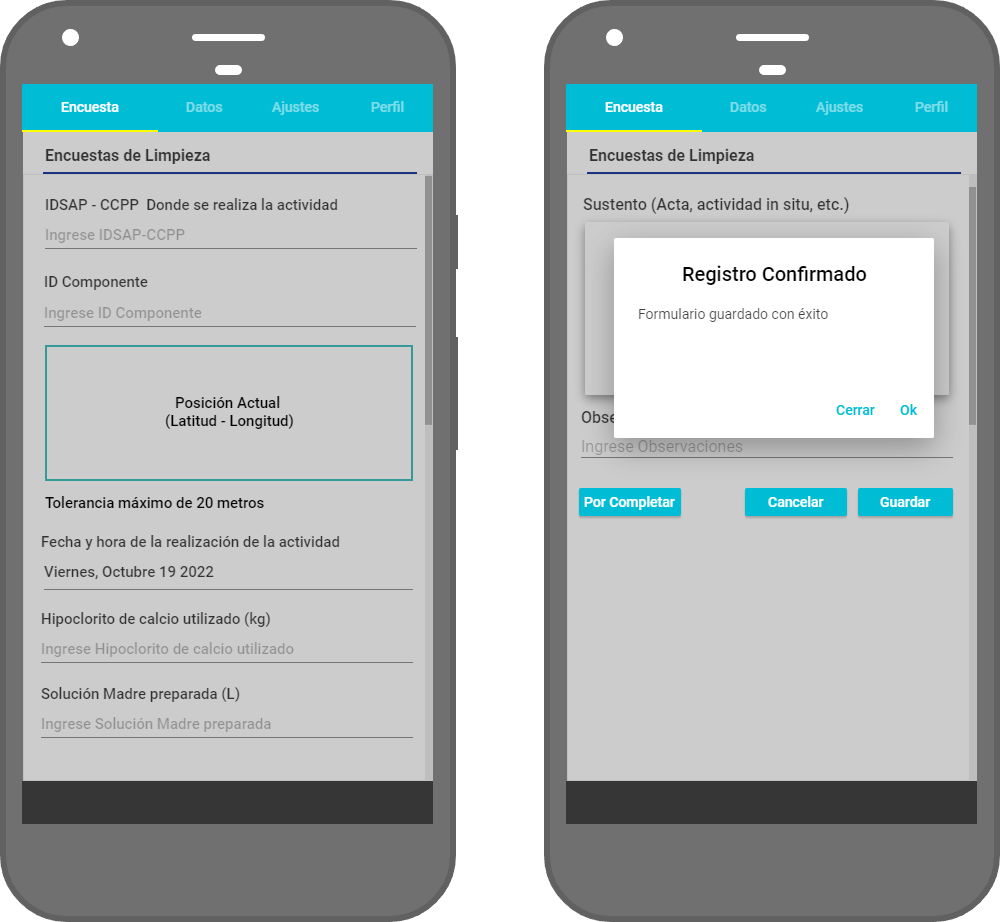 Encuesta Datos Ajustes Perfil
Encuestas de Limpieza
IDSAP - CCPP  Donde se realiza la actividad
Ingrese IDSAP-CCPP
ID Componente
Ingrese ID Componente
Posición Actual
(Latitud - Longitud)
Tolerancia máximo de 20 metros
Fecha y hora de la realización de la actividad
Viernes, Octubre 19 2022
Hipoclorito de calcio utilizado (kg)
Ingrese Hipoclorito de calcio utilizado
Solución Madre preparada (L)
Ingrese Solución Madre preparada
Encuesta Datos Ajustes Perfil
Encuestas de Limpieza
Sustento (Acta, actividad in situ, etc.)
Registro Confirmado
Formulario guardado con éxito
Cerrar Ok
Obse
Ingrese Observaciones
Por Completar Cancelar Guardar